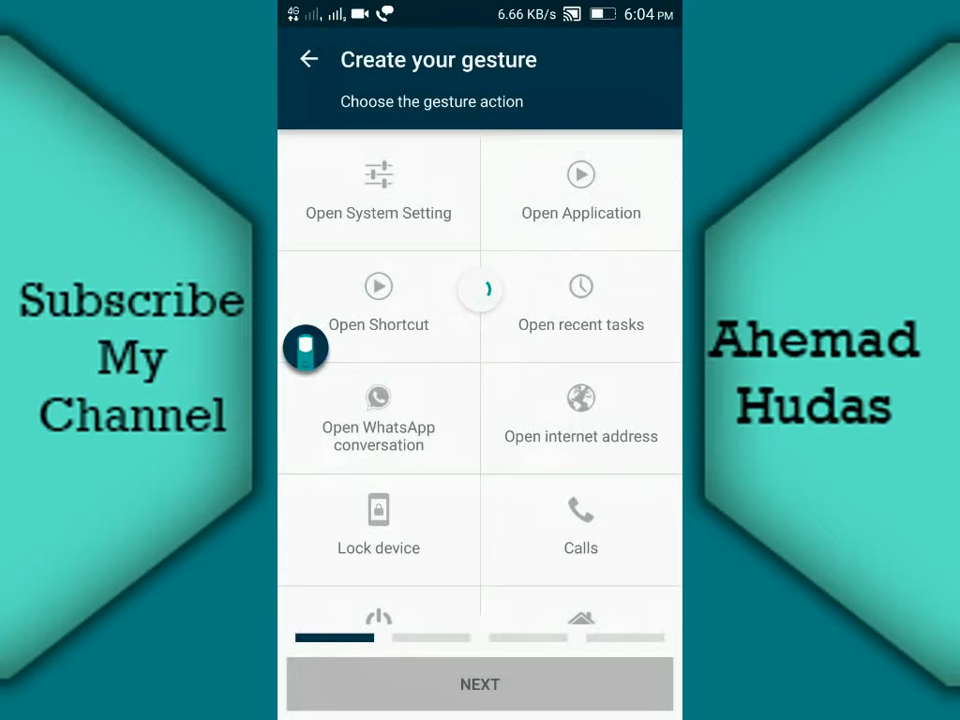 4G 6.66 KB/s 6:04 PM
Create your gesture
Choose the gesture action
Open System Setting
Open Application
Open Shortcut
Open recent tasks
Open WhatsApp
conversation
Open internet address
Lock device
Calls
NEXT
Subscribe
My
Channel
Ahemad
Hudas